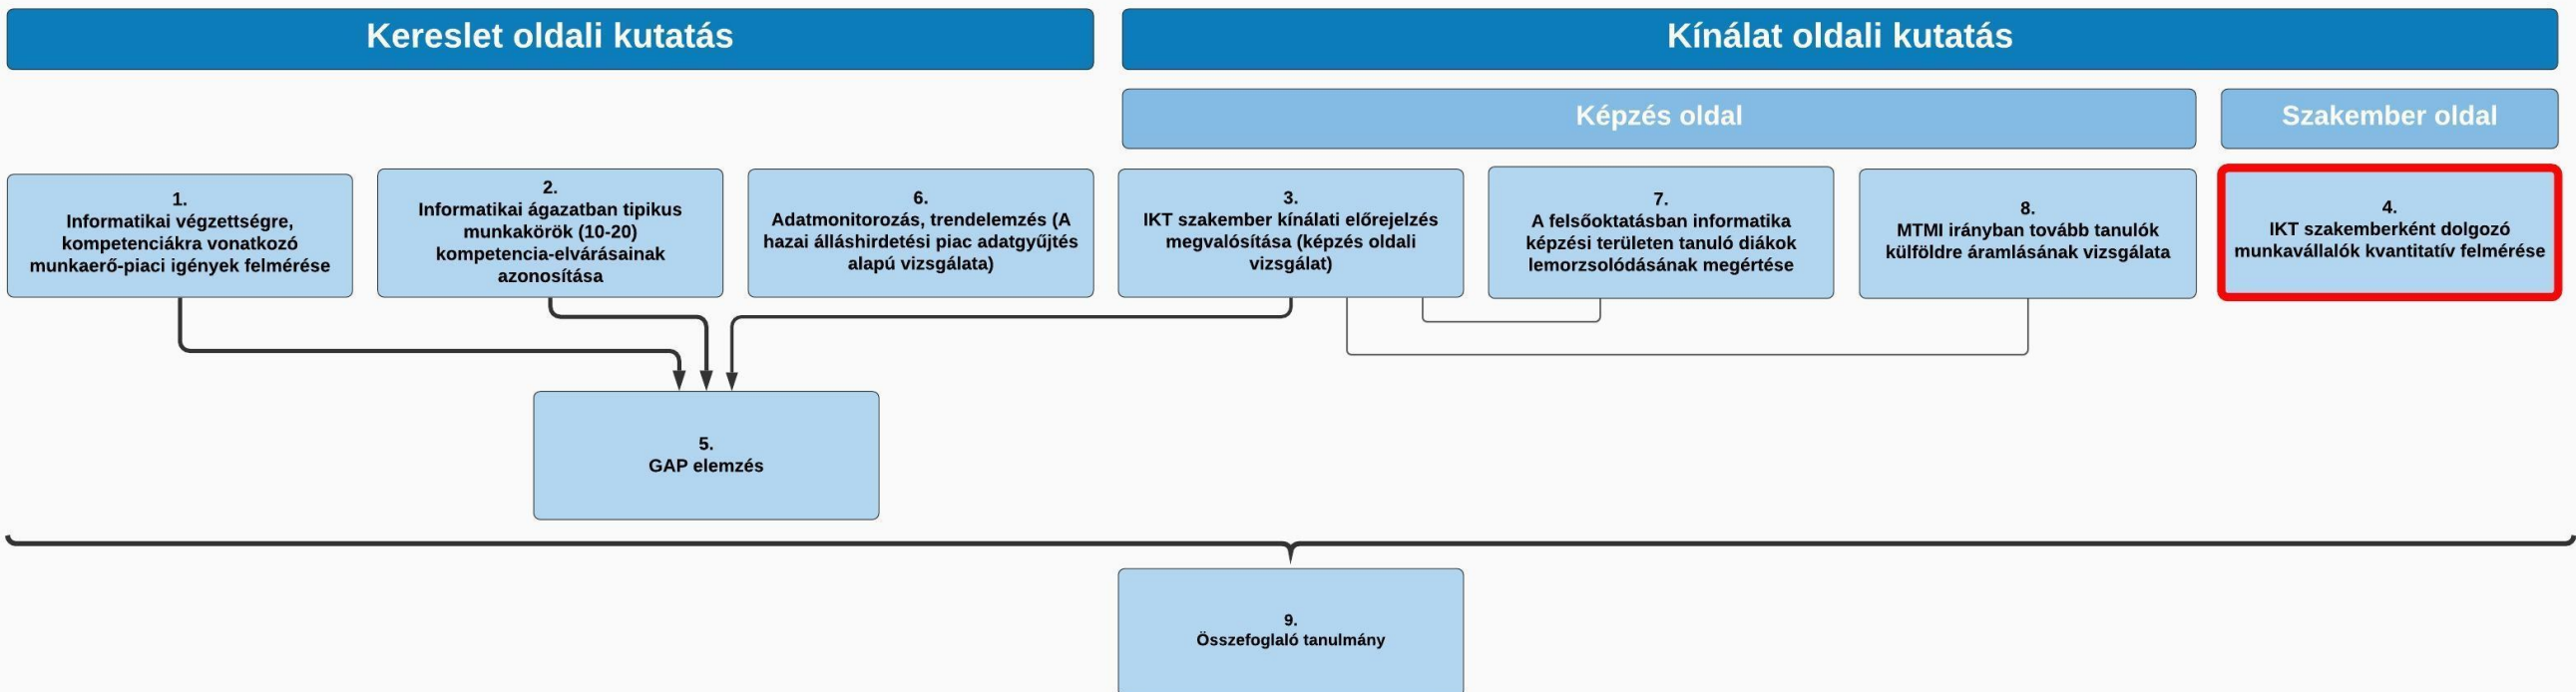 Kereslet oldali kutatás
Kínálat oldali kutatás
Képzés oldal
Szakember oldal
1.
Informatikai végzettségre,
kompetenciákra vonatkozó
munkaerő-piaci igények felmérése
2.
Informatikai ágazatban tipikus
munkakörök (10-20)
kompetencia-elvárásainak
azonosítása
6.
Adatmonitorozás, trendelemzés (A
hazai álláshirdetési piac adatgyűjtés
alapú vizsgálata)
3.
IKT szakember kínálati előrejelzés
megvalósítása (képzés oldali
vizsgálat)
7.
A felsőoktatásban informatika
képzési területen tanuló diákok
lemorzsolódásának megértése
8.
MTMI irányban tovább tanulók
külföldre áramlásának vizsgálata
4.
IKT szakemberként dolgozó
munkavállalók kvantitatív felmérése
5.
GAP elemzés
9.
Összefoglaló tanulmány